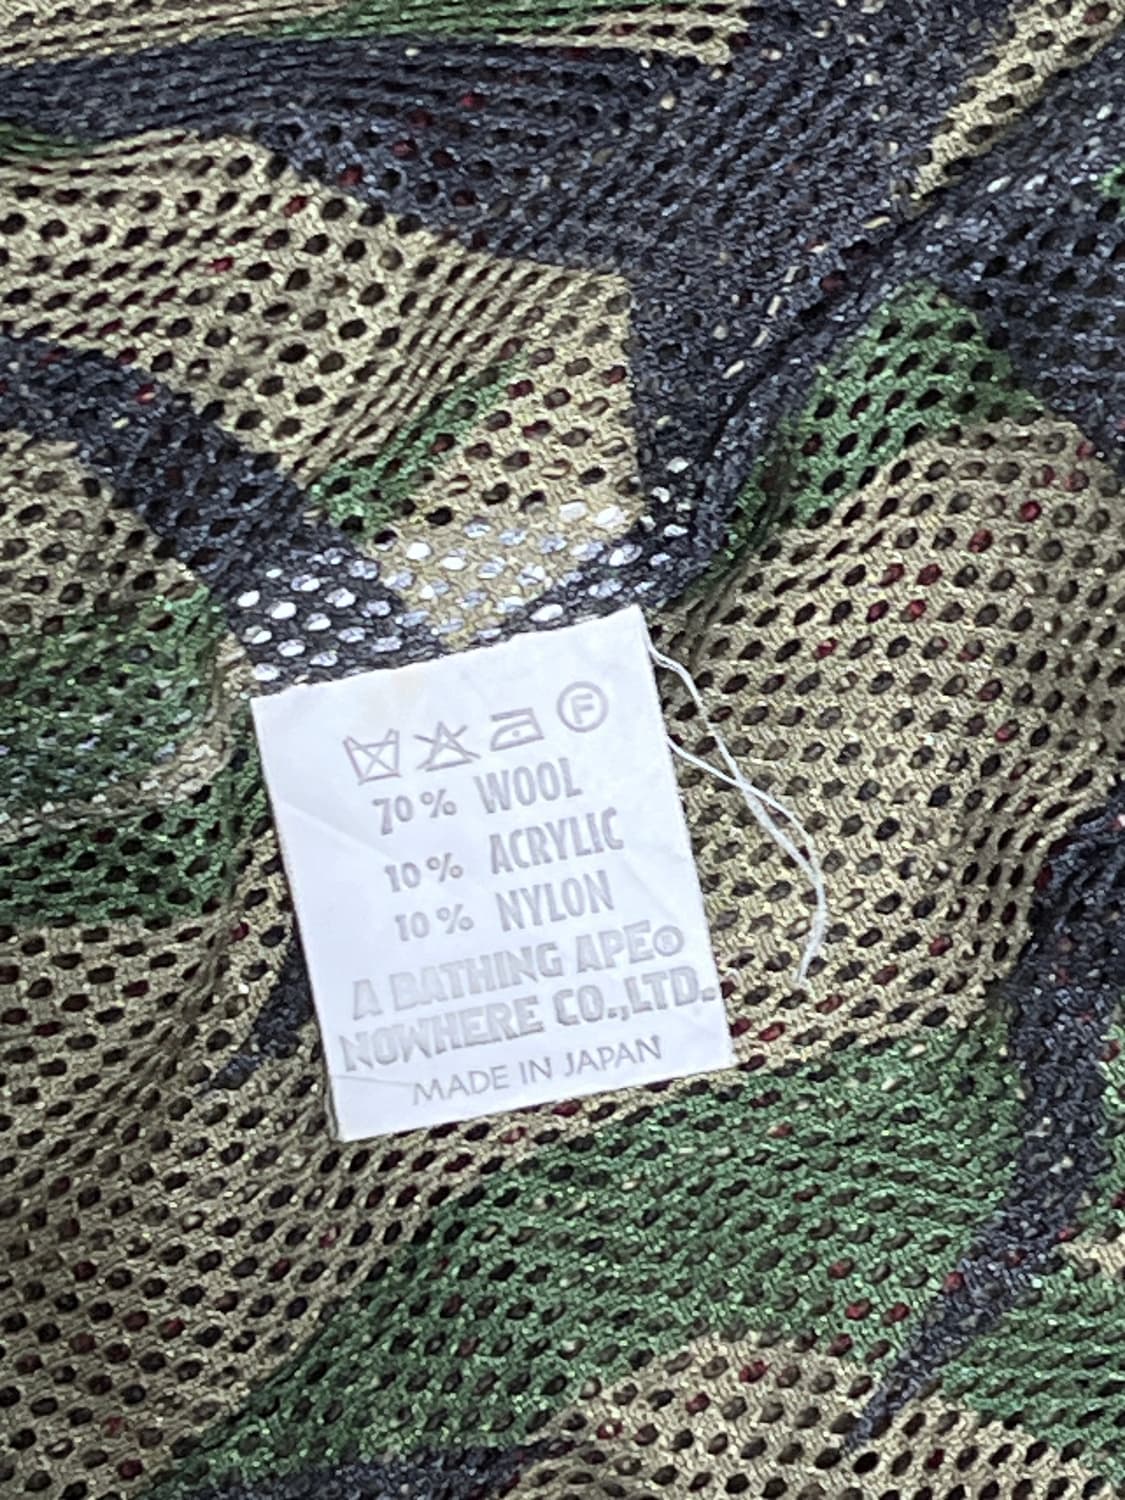 F
70% WOOL
10% ACRYLIC
10% NYLON
A BATHING APE®
NOWHERE CO.,LTD.
MADE IN JAPAN